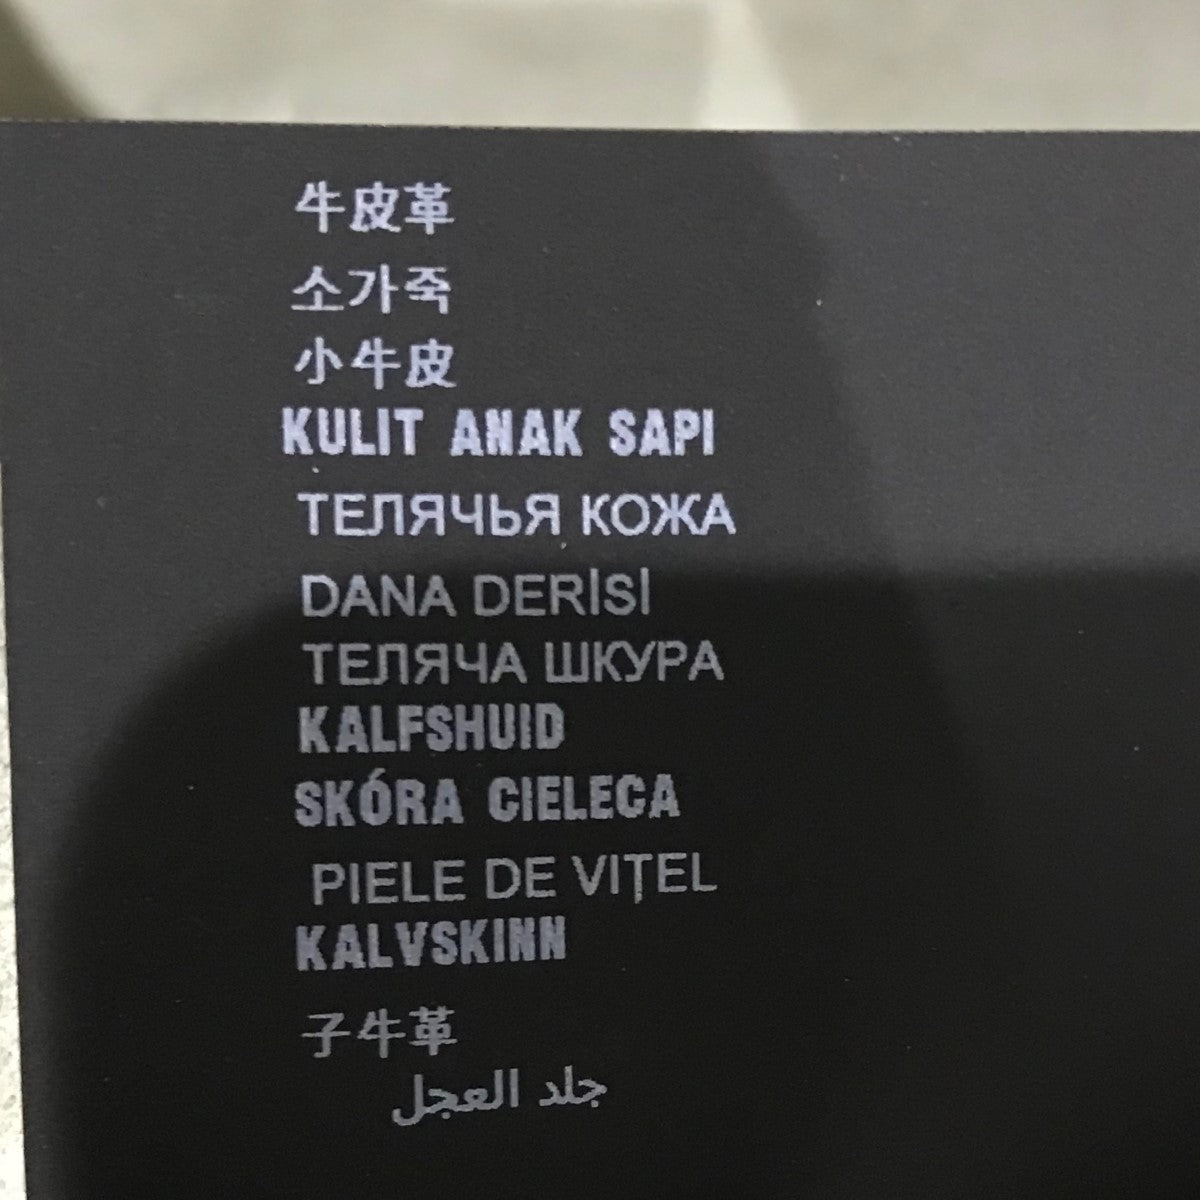 牛皮革
소가죽
小牛皮
KULIT ANAK SAPI
ТЕЛЯЧЬЯ КОЖА
DANA DERİSİ
ТЕЛЯЧА ШКУРА
KALFSHUID
SKÓRA CIELECA
PIELE DE VIȚEL
KALVSKINN
子牛革
جلد العجل